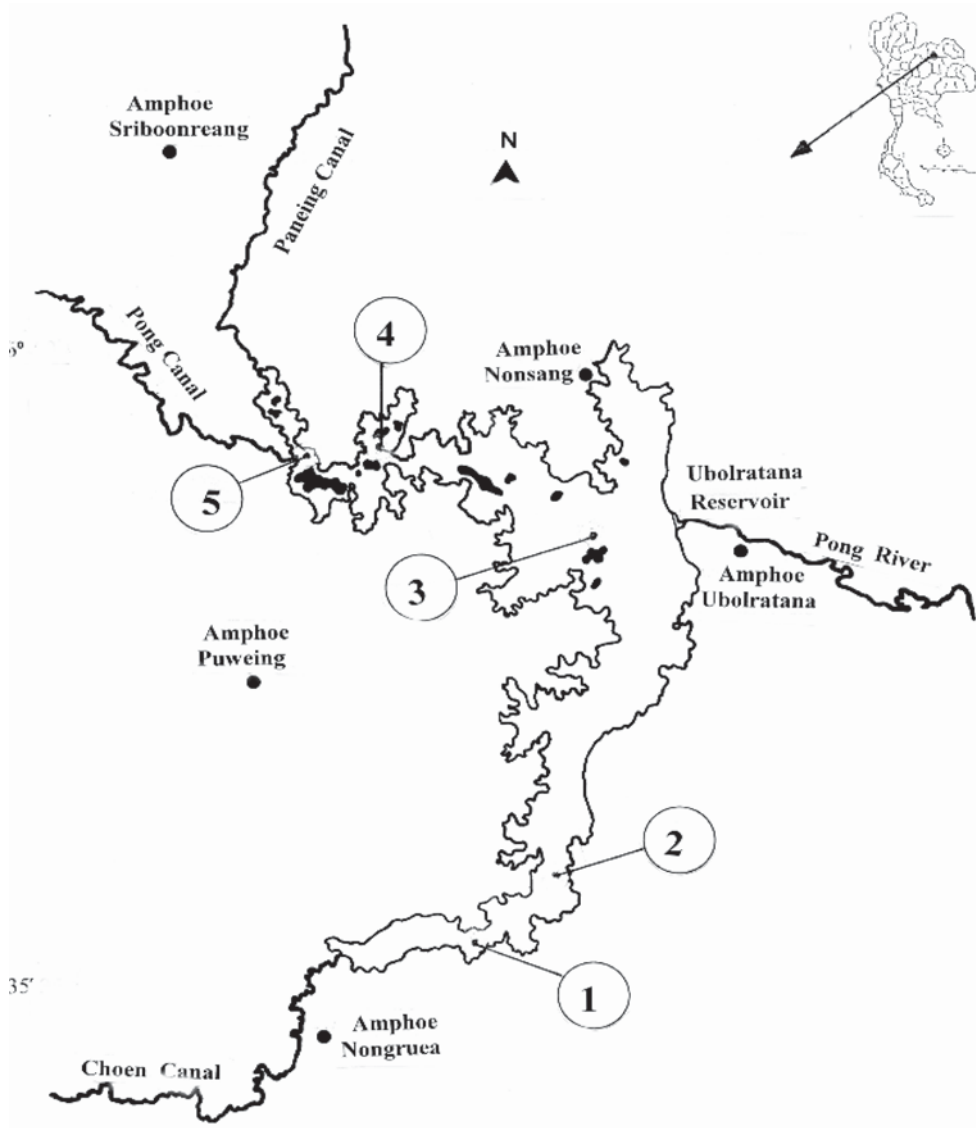 Amphoe
Sriboonreang
N
Paneing Canal
Pong Canal
4
Amphoe
Nonsang
5
Ubolratana
Reservoir
Pong River
3
Amphoe
Ubolratana
Amphoe
Puweing
2
35′
1
Amphoe
Nongruea
Choen Canal